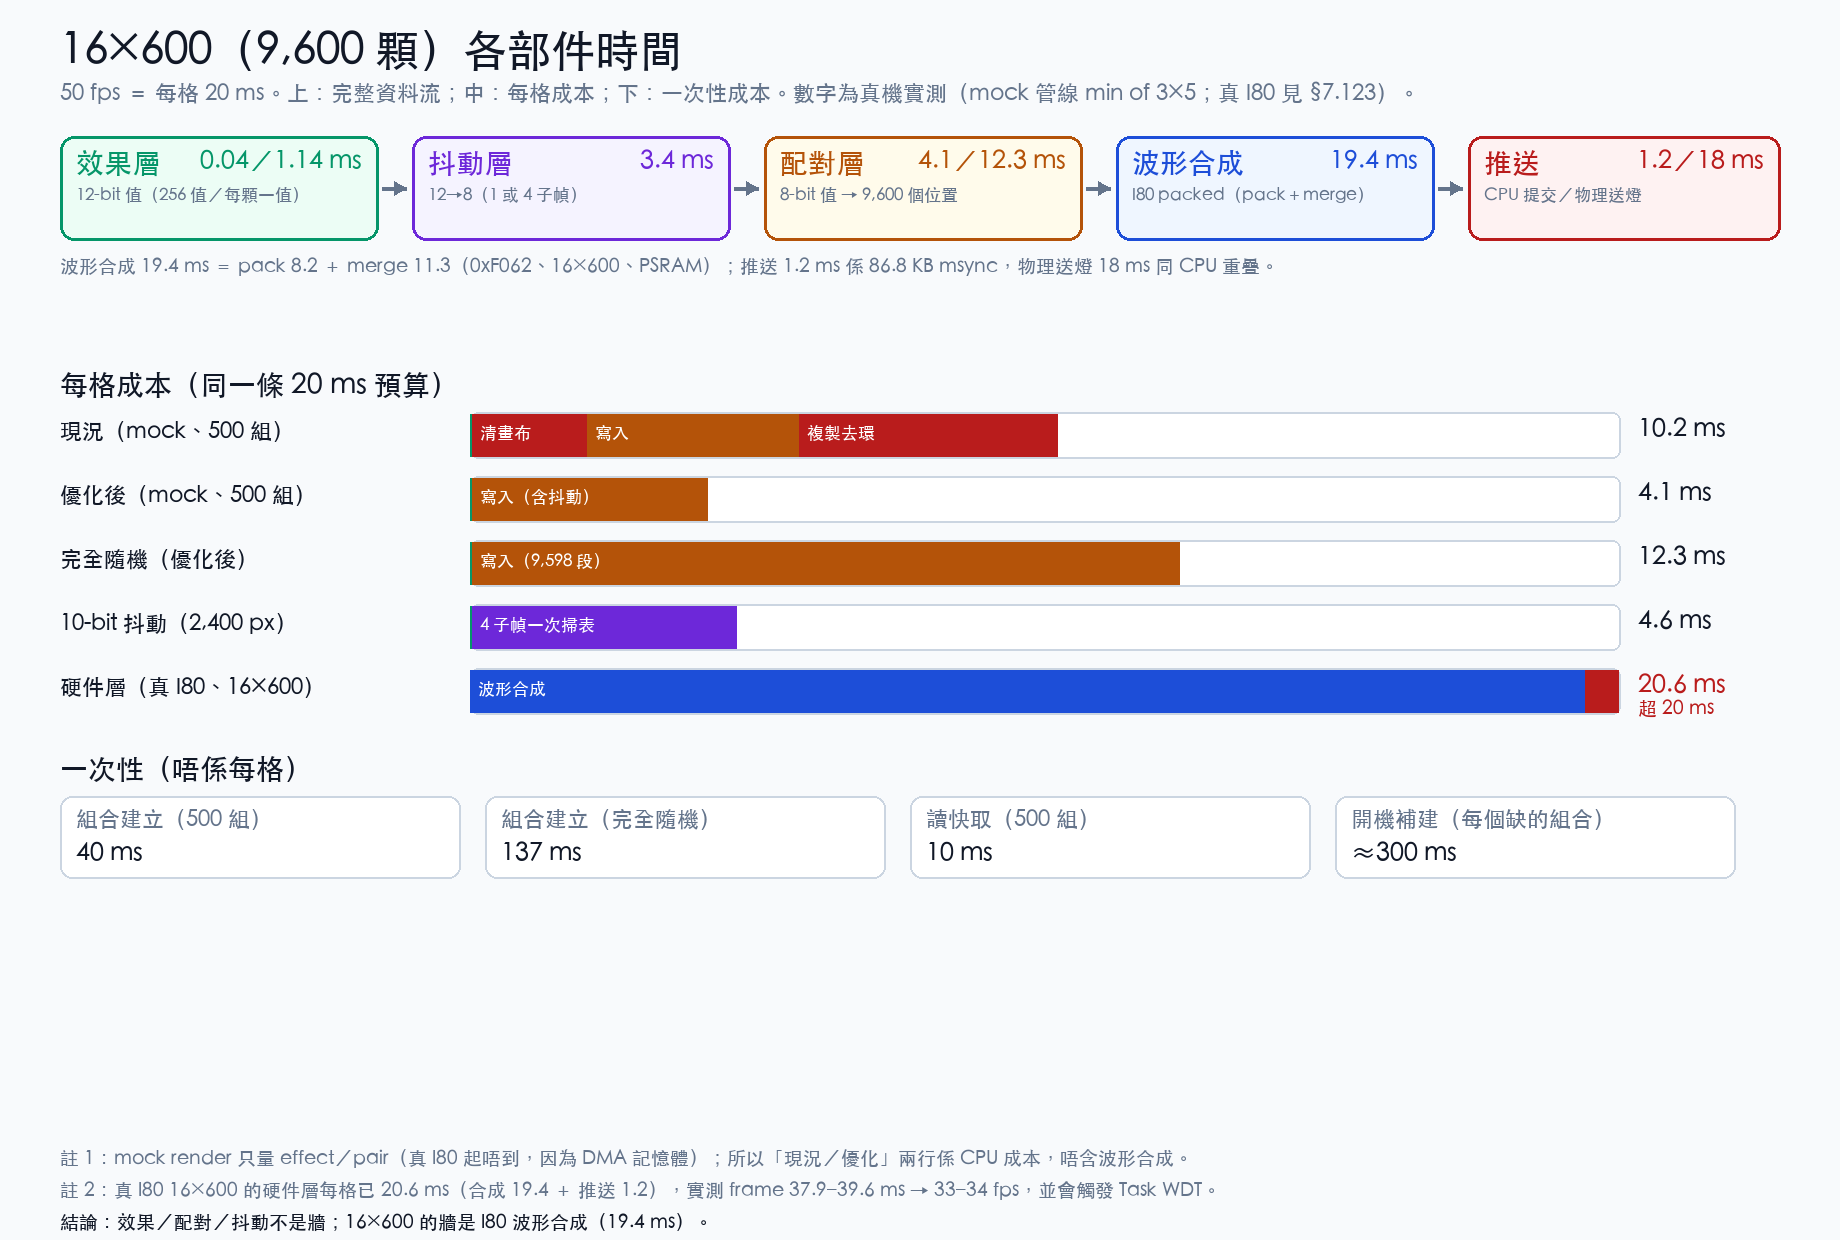 16×600（9,600 顆）各部件時間
50 fps = 每格 20 ms。上：完整資料流；中：每格成本；下：一次性成本。數字為真機實測（mock 管線 min of 3×5；真 I80 見 §7.123）。
效果層 0.04／1.14 ms
12-bit 值（256 值／每顆一值）
抖動層 3.4 ms
12→8（1 或 4 子幀）
配對層 4.1／12.3 ms
8-bit 值 → 9,600 個位置
波形合成 19.4 ms
I80 packed（pack+merge）
推送 1.2／18 ms
CPU 提交／物理送燈
波形合成 19.4 ms = pack 8.2 + merge 11.3（0xF062、16×600、PSRAM）；推送 1.2 ms 係 86.8 KB msync，物理送燈 18 ms 同 CPU 重疊。
每格成本（同一條 20 ms 預算）
現況（mock、500 組） 清畫布 寫入 複製去環 10.2 ms
優化後（mock、500 組） 寫入（含抖動） 4.1 ms
完全隨機（優化後） 寫入（9,598 段） 12.3 ms
10-bit 抖動（2,400 px） 4 子幀一次掃表 4.6 ms
硬件層（真 I80、16×600） 波形合成 20.6 ms
超 20 ms
一次性（唔係每格）
組合建立（500 組）
40 ms
組合建立（完全隨機）
137 ms
讀快取（500 組）
10 ms
開機補建（每個缺的組合）
≈300 ms
註 1：mock render 只量 effect／pair（真 I80 起唔到，因為 DMA 記憶體）；所以「現況／優化」兩行係 CPU 成本，唔含波形合成。
註 2：真 I80 16×600 的硬件層每格已 20.6 ms（合成 19.4 + 推送 1.2），實測 frame 37.9–39.6 ms → 33–34 fps，並會觸發 Task WDT。
結論：效果／配對／抖動不是牆；16×600 的牆是 I80 波形合成（19.4 ms）。